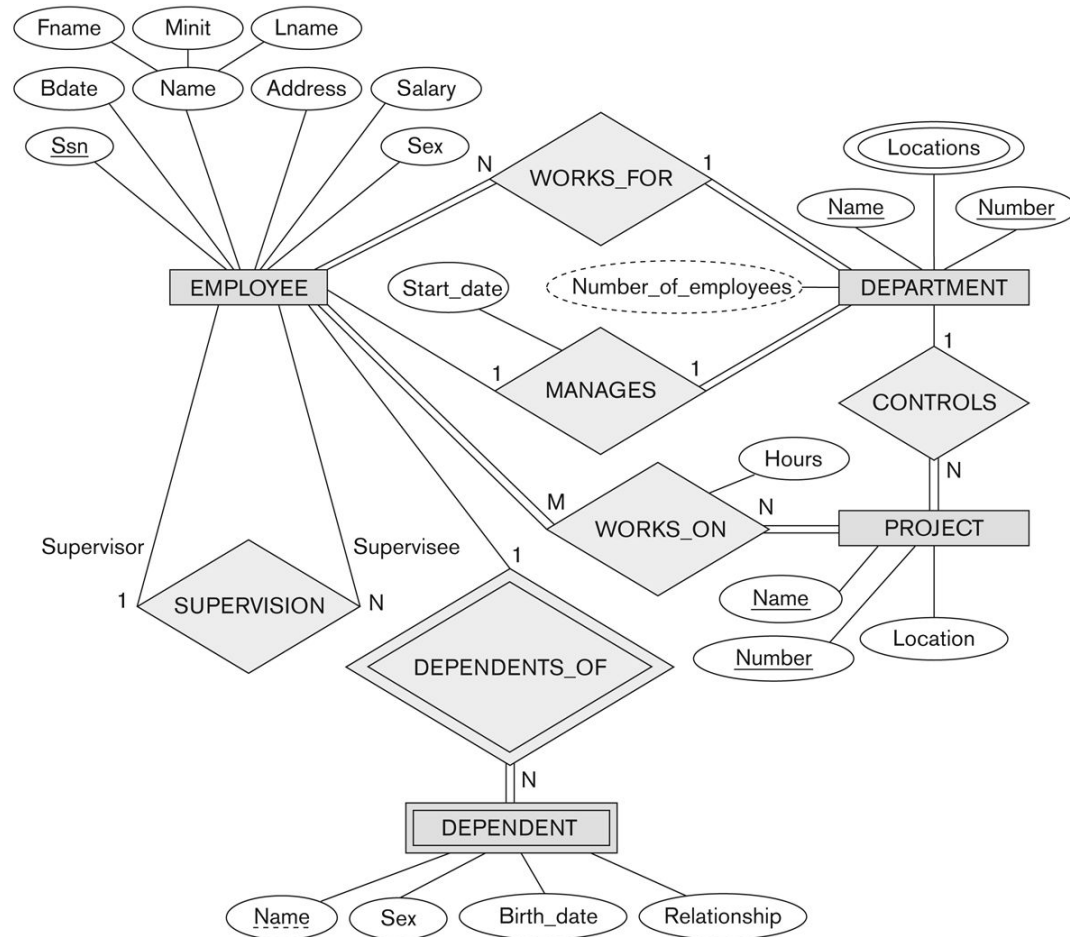 Fname
Minit
Lname
Bdate
Name
Address
Salary
Ssn
Sex
N
WORKS_FOR
1
Locations
Name
Number
EMPLOYEE
Start_date
Number_of_employees
DEPARTMENT
1
MANAGES
1
1
CONTROLS
N
Hours
M
WORKS_ON
N
PROJECT
Supervisor
Supervisee
1
SUPERVISION
N
1
Name
Number
Location
DEPENDENTS_OF
N
DEPENDENT
Name
Sex
Birth_date
Relationship